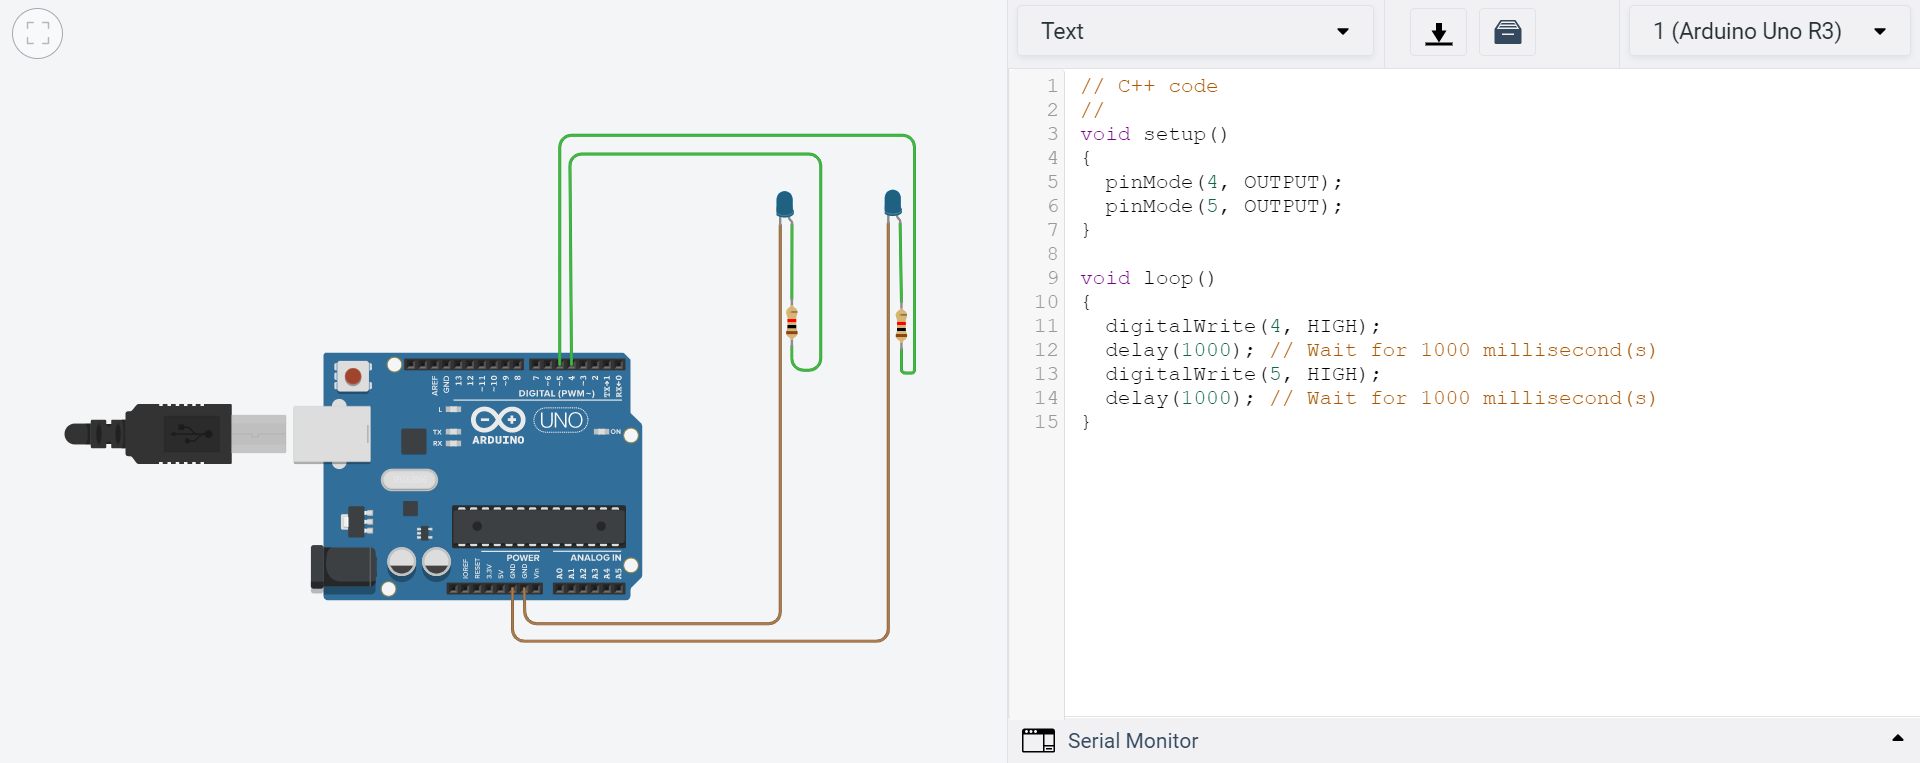 Text
1 (Arduino Uno R3)
1 // C++ code
2 //
3 void setup()
4 {
5 pinMode(4, OUTPUT);
6 pinMode(5, OUTPUT);
7 }
8
9 void loop()
10 {
11 digitalWrite(4, HIGH);
12 delay(1000); // Wait for 1000 millisecond(s)
13 digitalWrite(5, HIGH);
14 delay(1000); // Wait for 1000 millisecond(s)
15 }
Serial Monitor
AREF GND 13 12 ~11 ~10 ~9 8 7 ~6 ~5 4 ~3 2 TX→1 RX←0
DIGITAL (PWM~)
L
TX
RX
ARDUINO
UNO
ON
POWER
ANALOG IN
IOREF RESET 3.3V 5V GND GND Vin A0 A1 A2 A3 A4 A5